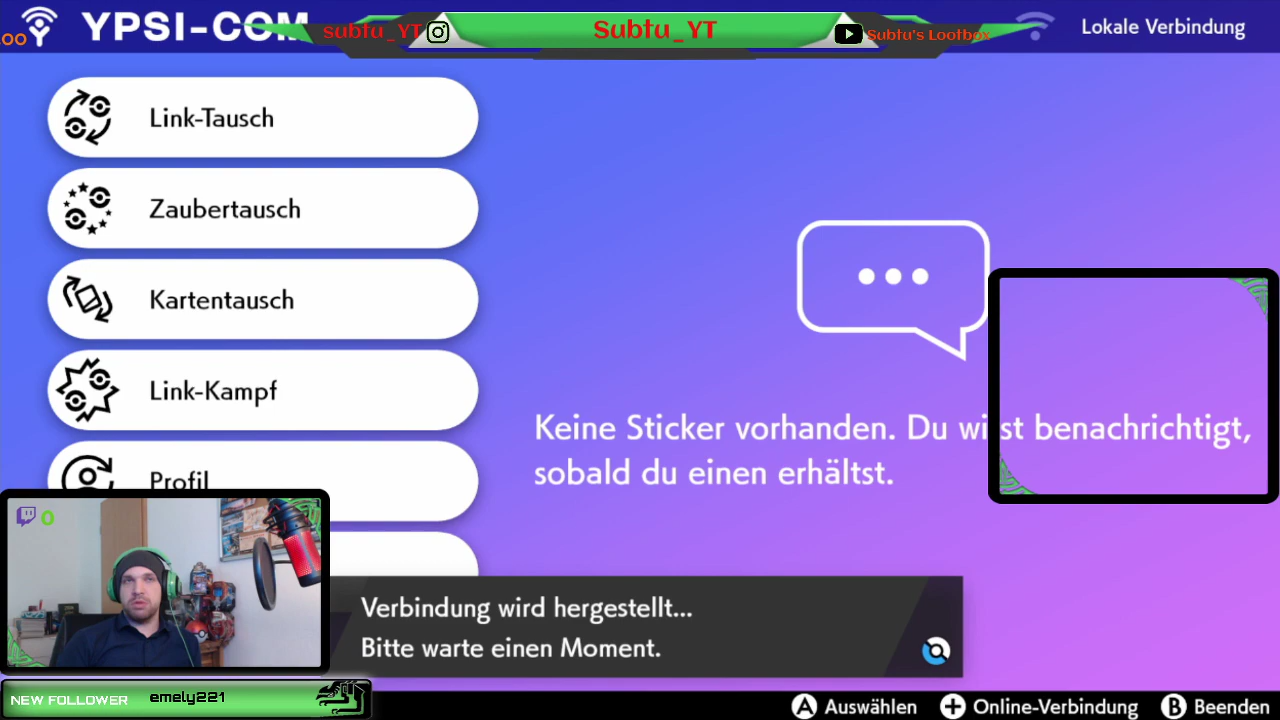 YPSI-COM
oo
subtu_YT
Subtu_YT
Subtu's Lootbox
Lokale Verbindung
Link-Tausch
Zaubertausch
Kartentausch
Link-Kampf
Profil
Keine Sticker vorhanden. Du wirst benachrichtigt,
sobald du einen erhältst.
0
Verbindung wird hergestellt...
Bitte warte einen Moment.
NEW FOLLOWER emely221
A Auswählen + Online-Verbindung B Beenden